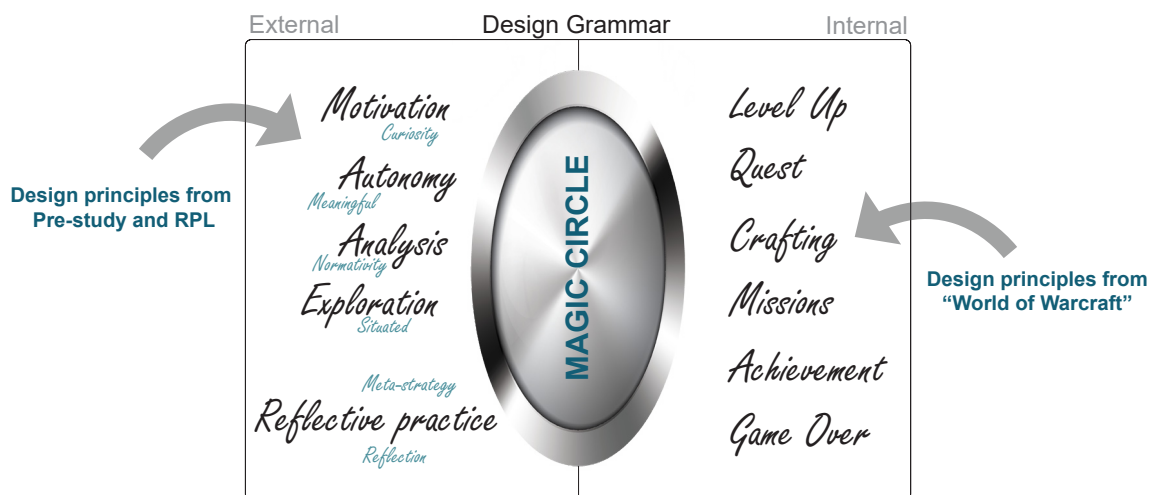 External
Design Grammar
Internal
Motivation
Curiosity
Autonomy
Meaningful
Analysis
Normativity
Exploration
Situated
Meta-strategy
Reflective practice
Reflection
Design principles from
Pre-study and RPL
MAGIC CIRCLE
Level Up
Quest
Crafting
Missions
Achievement
Game Over
Design principles from
“World of Warcraft”